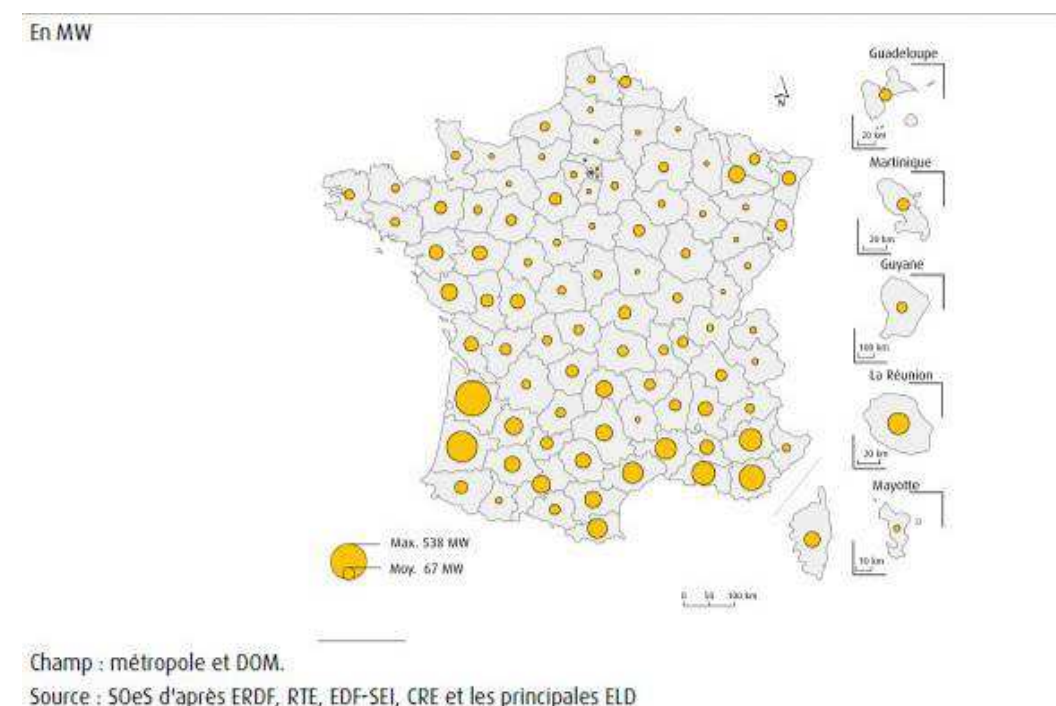 En MW
Guadeloupe
20 km
Martinique
20 km
Guyane
100 km
La Réunion
20 km
Mayotte
10 km
Max. 538 MW
Moy. 67 MW
0 50 100 km
Champ : métropole et DOM.
Source : SOeS d'après ERDF, RTE, EDF-SEI, CRE et les principales ELD